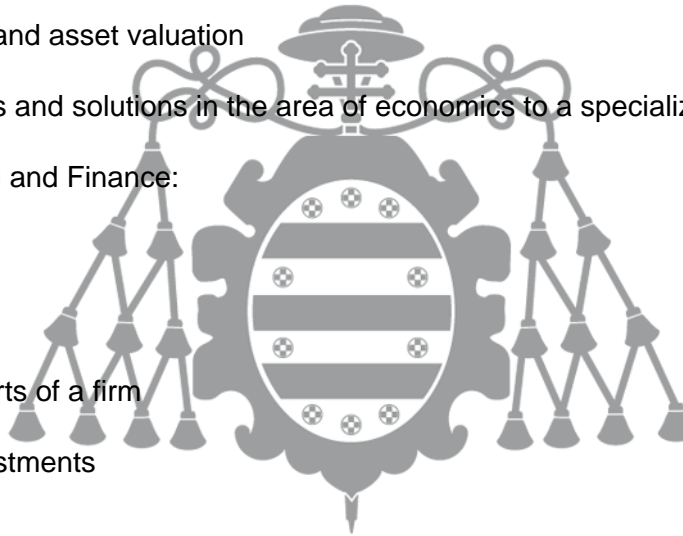 and asset valuation
s and solutions in the area of economics to a specializ
and Finance:
rts of a firm
stments